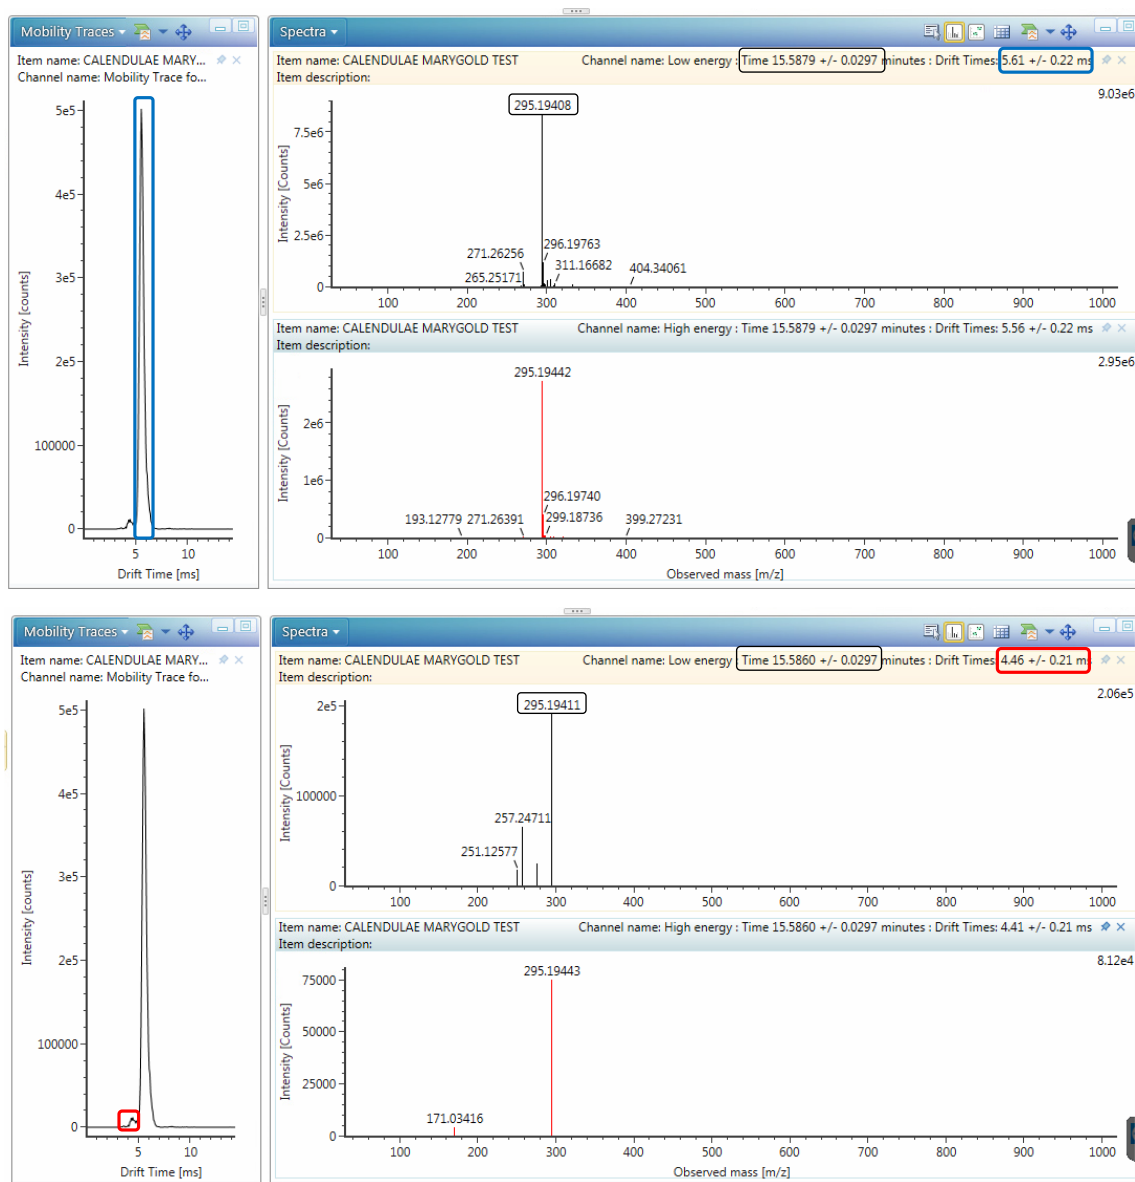 Mobility Traces
Item name: CALENDULAE MARY...
Channel name: Mobility Trace fo...
5e5
4e5
3e5
2e5
100000
0
5
10
Intensity [counts]
Drift Time [ms]
Spectra
Item name: CALENDULAE MARYGOLD TEST Channel name: Low energy : Time 15.5879 +/- 0.0297 minutes : Drift Times: 5.61 +/- 0.22 ms
Item description:
9.03e6
295.19408
7.5e6
5e6
2.5e6
0
Intensity [Counts]
271.26256
296.19763
265.25171
311.16682
404.34061
100 200 300 400 500 600 700 800 900 1000
Item name: CALENDULAE MARYGOLD TEST Channel name: High energy : Time 15.5879 +/- 0.0297 minutes : Drift Times: 5.56 +/- 0.22 ms
Item description:
2.95e6
295.19442
2e6
1e6
0
Intensity [Counts]
296.19740
193.12779
271.26391
299.18736
399.27231
100 200 300 400 500 600 700 800 900 1000
Observed mass [m/z]
Mobility Traces
Item name: CALENDULAE MARY...
Channel name: Mobility Trace fo...
5e5
4e5
3e5
2e5
100000
0
5
10
Intensity [counts]
Drift Time [ms]
Spectra
Item name: CALENDULAE MARYGOLD TEST Channel name: Low energy : Time 15.5860 +/- 0.0297 minutes : Drift Times: 4.46 +/- 0.21 ms
Item description:
2.06e5
295.19411
2e5
100000
0
Intensity [Counts]
257.24711
251.12577
100 200 300 400 500 600 700 800 900 1000
Item name: CALENDULAE MARYGOLD TEST Channel name: High energy : Time 15.5860 +/- 0.0297 minutes : Drift Times: 4.41 +/- 0.21 ms
Item description:
8.12e4
295.19443
75000
50000
25000
0
Intensity [Counts]
171.03416
100 200 300 400 500 600 700 800 900 1000
Observed mass [m/z]